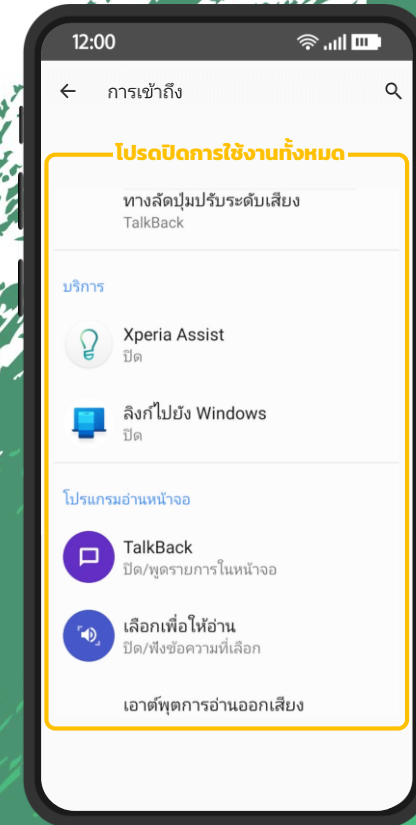 12:00
การเข้าถึง
โปรดปิดการใช้งานทั้งหมด
ทางลัดปุ่มปรับระดับเสียง
TalkBack
บริการ
Xperia Assist
ปิด
ลิงก์ไปยัง Windows
ปิด
โปรแกรมอ่านหน้าจอ
TalkBack
ปิด/พูดรายการในหน้าจอ
เลือกเพื่อให้อ่าน
ปิด/ฟังข้อความที่เลือก
เอาต์พุตการอ่านออกเสียง